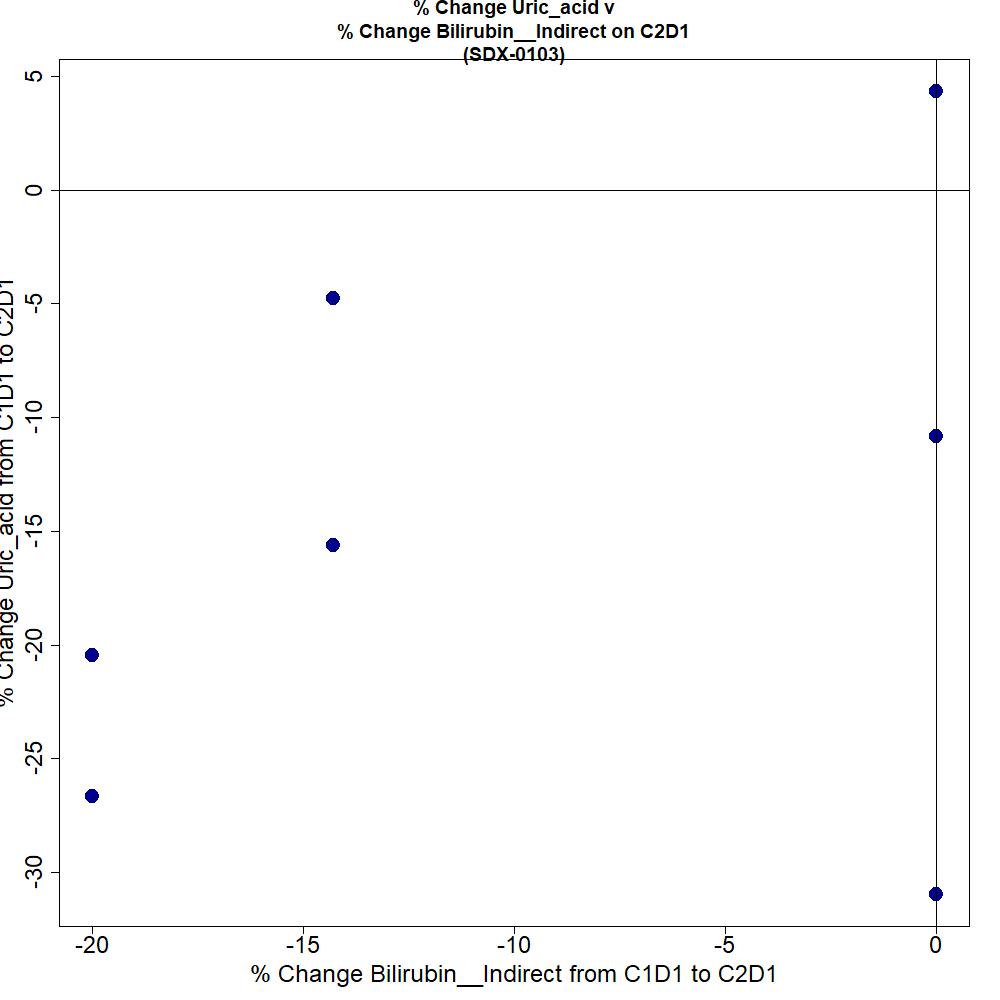 % Change Uric_acid v
% Change Bilirubin__Indirect on C2D1
(SDX-0103)
5
0
-5
-10
-15
-20
-25
-30
% Change Uric_acid from C1D1 to C2D1
-20 -15 -10 -5 0
% Change Bilirubin__Indirect from C1D1 to C2D1